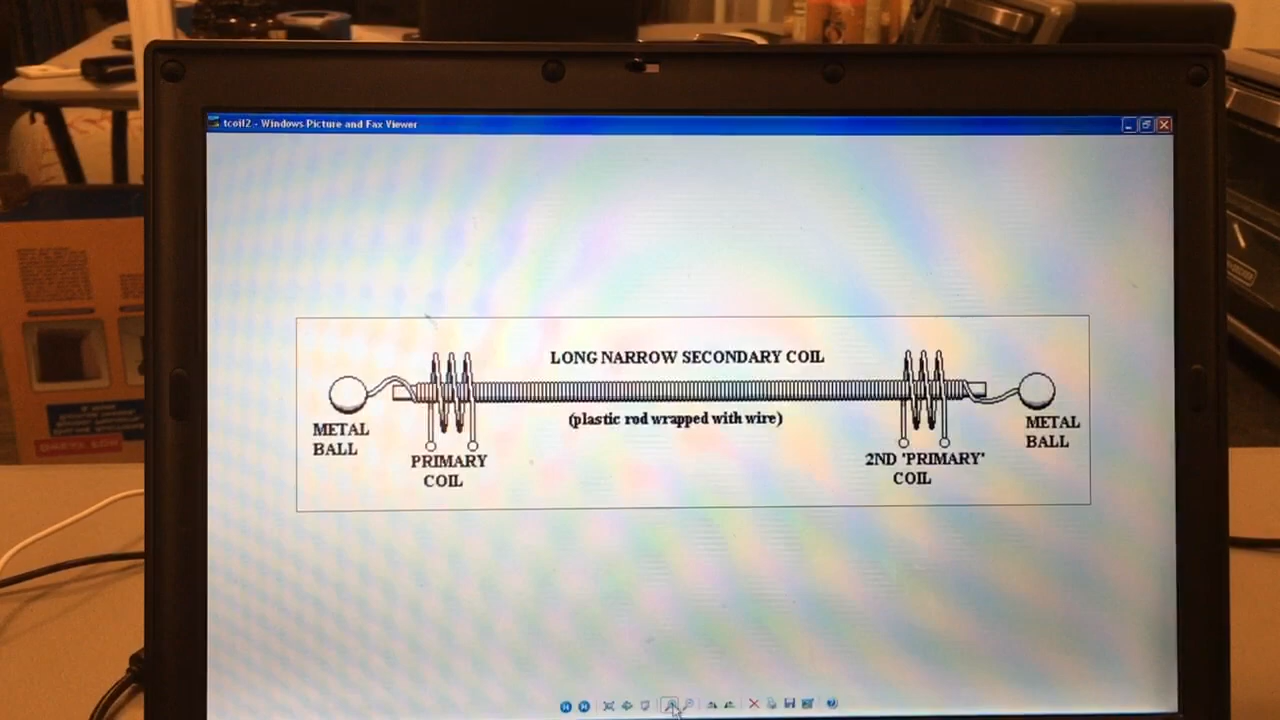 tcoil2 - Windows Picture and Fax Viewer
LONG NARROW SECONDARY COIL
(plastic rod wrapped with wire)
METAL
BALL
PRIMARY
COIL
2ND 'PRIMARY'
COIL
METAL
BALL